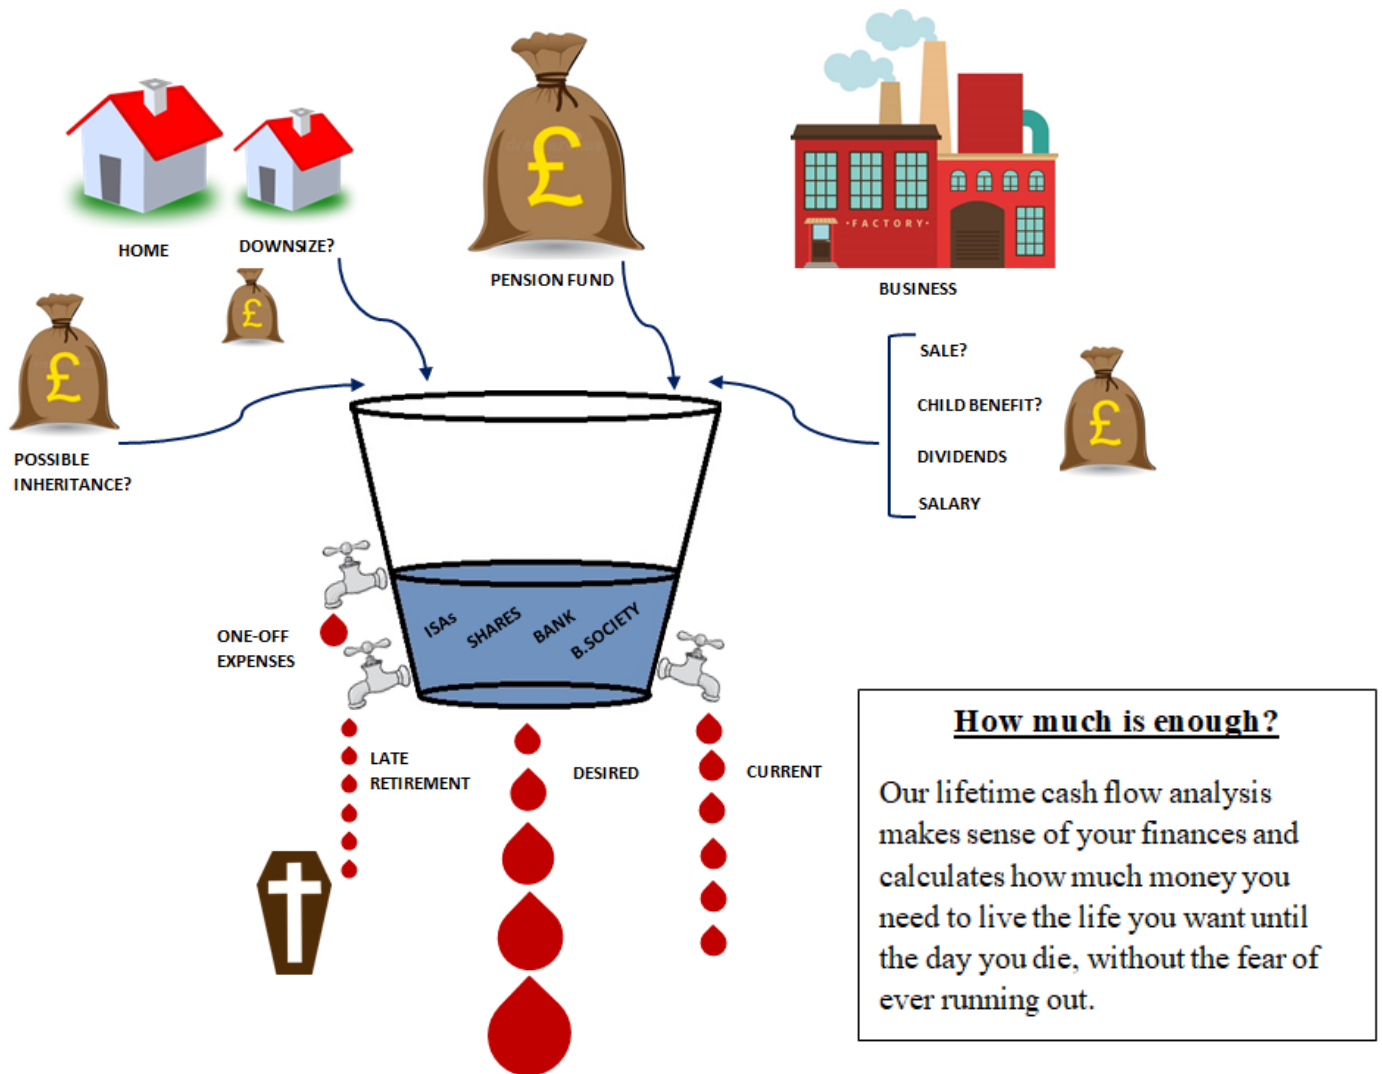 HOME
DOWNSIZE?
£
£
PENSION FUND
·FACTORY·
BUSINESS
£
POSSIBLE
INHERITANCE?
SALE?
CHILD BENEFIT?
DIVIDENDS
SALARY
£
ISAs
SHARES
BANK
B.SOCIETY
ONE-OFF
EXPENSES
LATE
RETIREMENT
DESIRED
CURRENT
How much is enough?
Our lifetime cash flow analysis
makes sense of your finances and
calculates how much money you
need to live the life you want until
the day you die, without the fear of
ever running out.